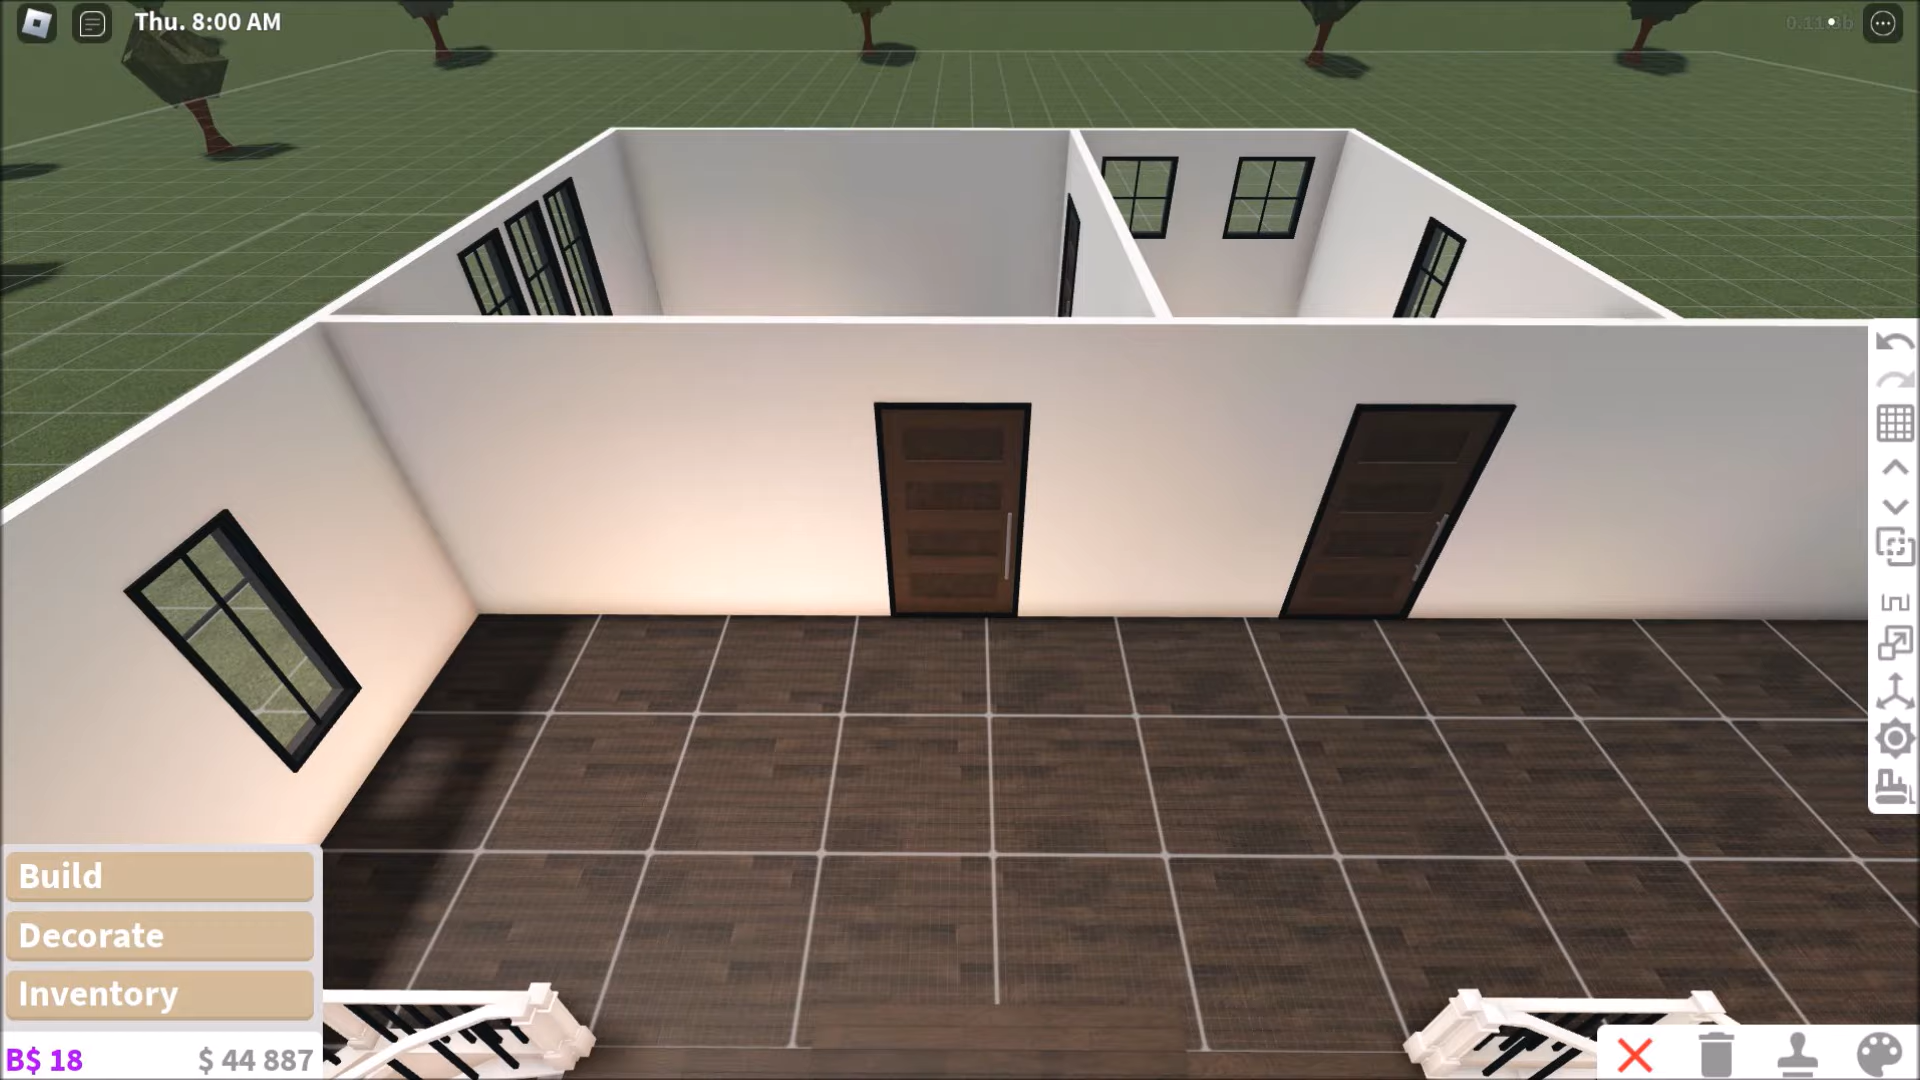 Thu. 8:00 AM
Build
Decorate
Inventory
B$ 18
$ 44 887